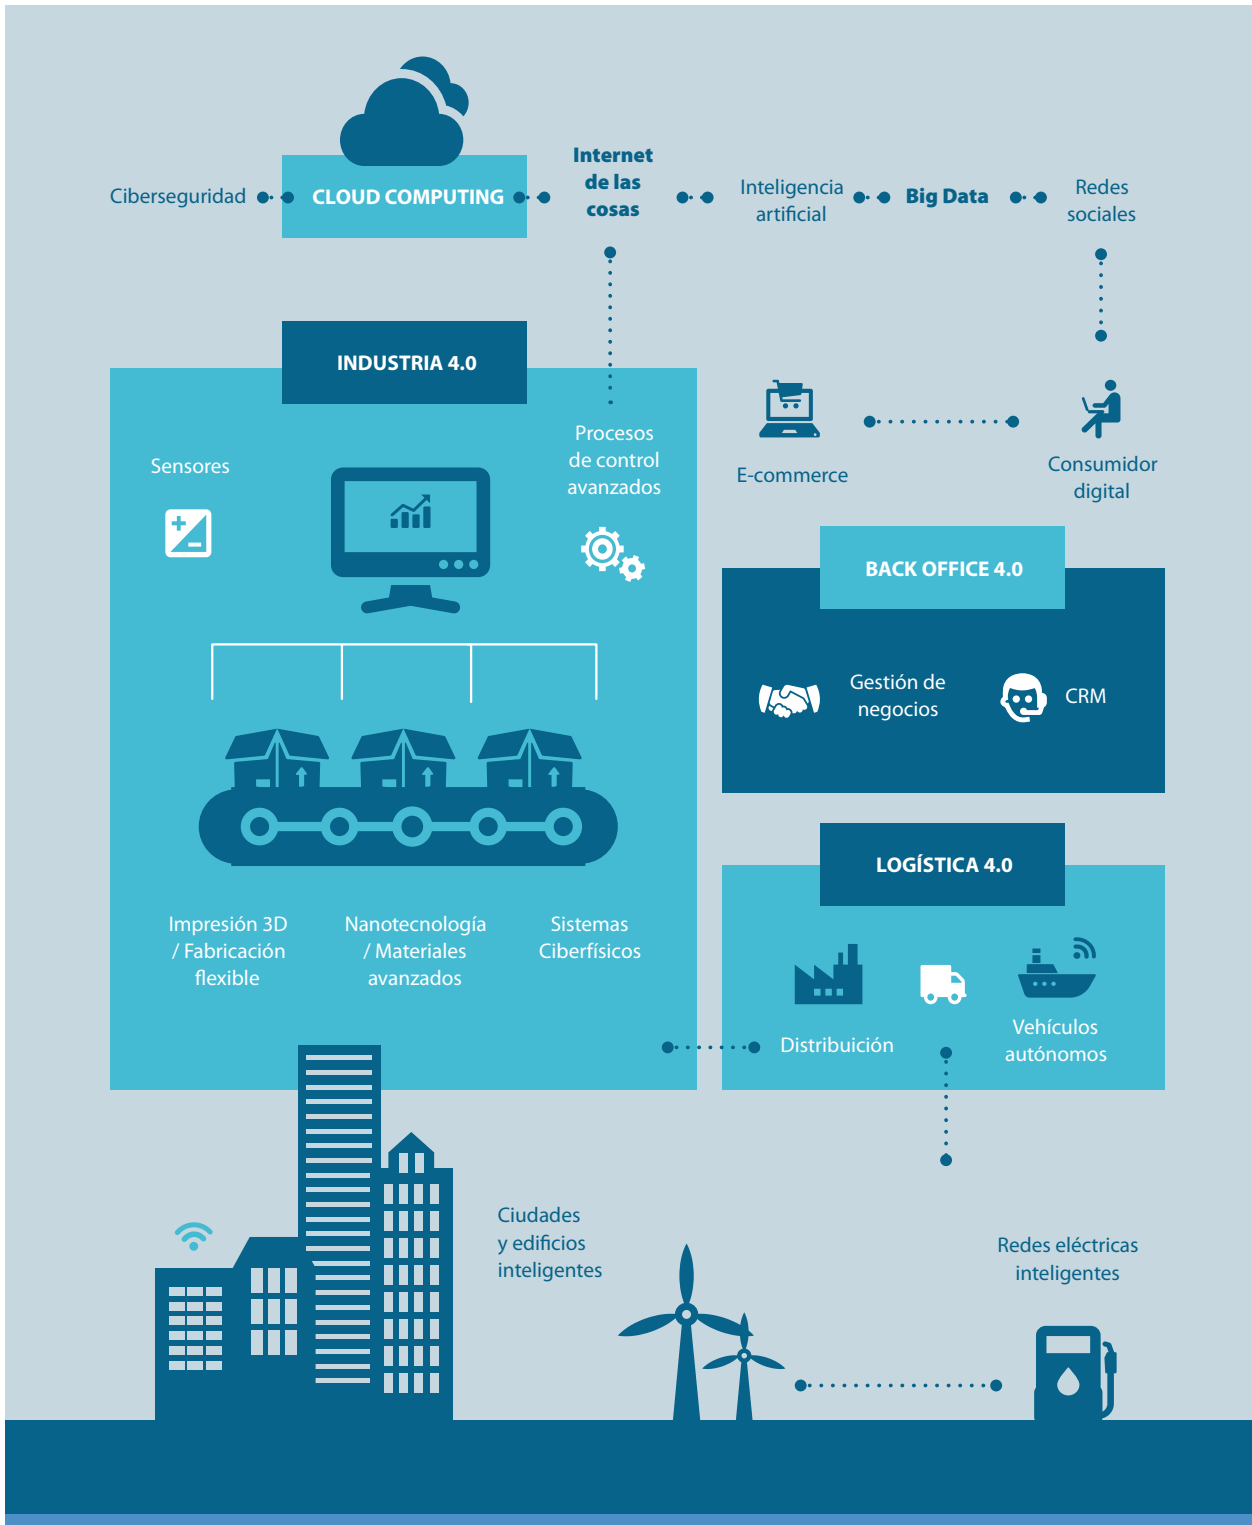 Ciberseguridad
CLOUD COMPUTING
Internet
de las
cosas
Inteligencia
artificial
Big Data
Redes
sociales
INDUSTRIA 4.0
Sensores
Procesos
de control
avanzados
E-commerce
Consumidor
digital
BACK OFFICE 4.0
Gestión de
negocios
CRM
LOGÍSTICA 4.0
Impresión 3D
/ Fabricación
flexible
Nanotecnología
/ Materiales
avanzados
Sistemas
Ciberfísicos
Distribuición
Vehículos
autónomos
Ciudades
y edificios
inteligentes
Redes eléctricas
inteligentes